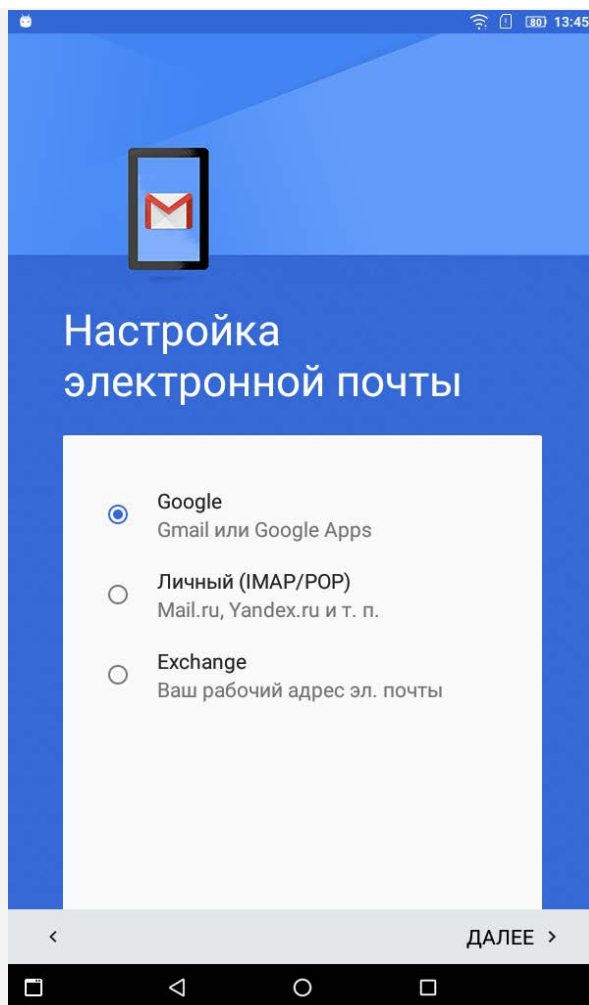 80 13:45
Настройка
электронной почты
Google
Gmail или Google Apps
Личный (IMAP/POP)
Mail.ru, Yandex.ru и т. п.
Exchange
Ваш рабочий адрес эл. почты
ДАЛЕЕ